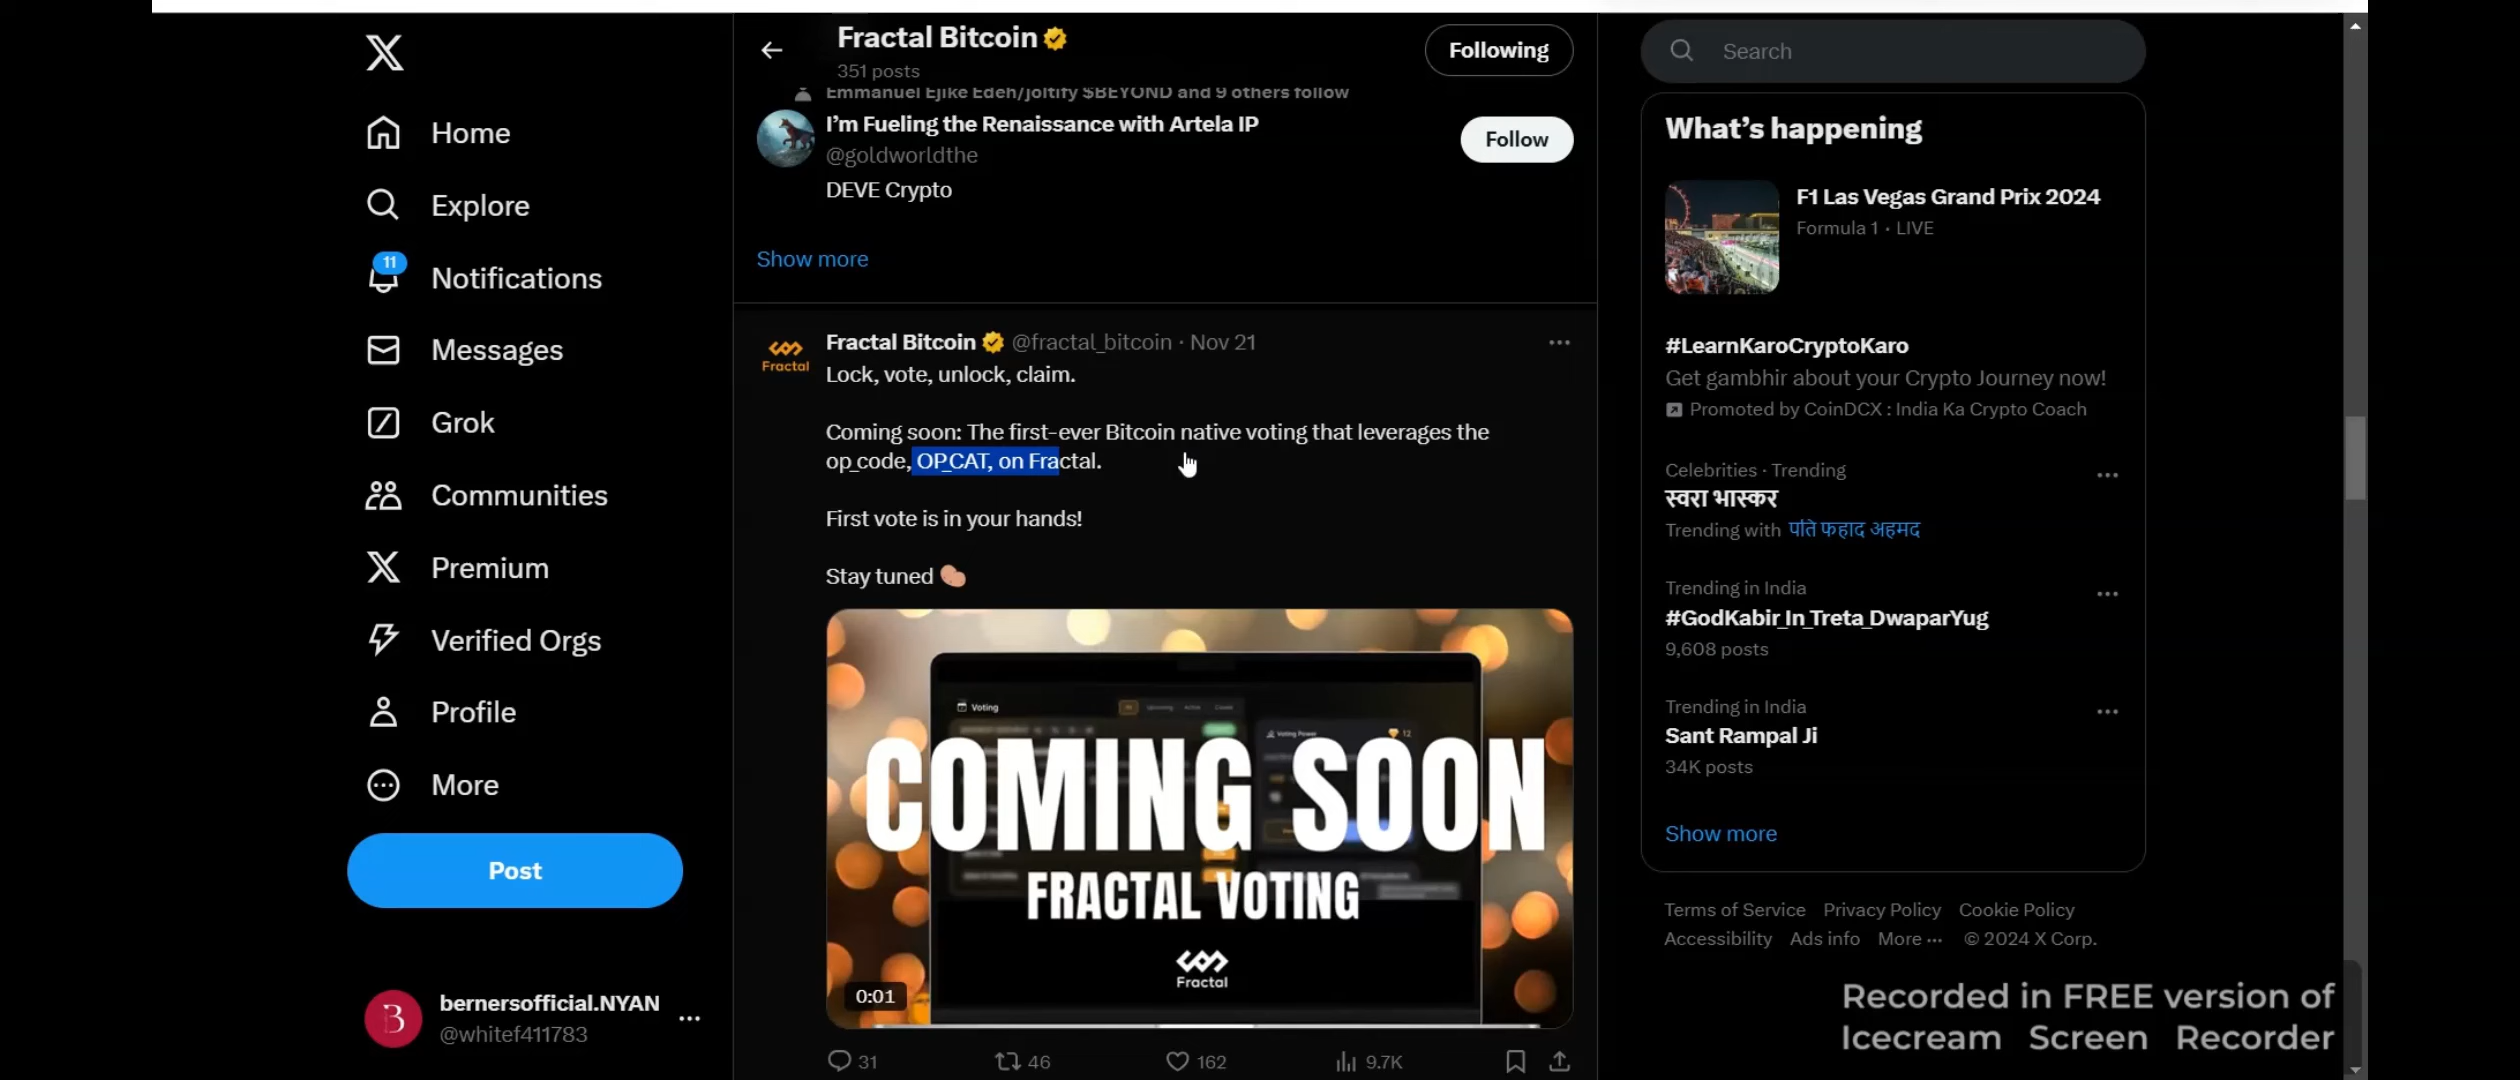 Fractal Bitcoin
351 posts
Following
Emmanuel Ejike Edeh/joltify $BEYOND and 9 others follow
I'm Fueling the Renaissance with Artela IP
@goldworldthe
Follow
DEVE Crypto
Show more
Home
Explore
11
Notifications
Messages
Grok
Communities
Premium
Verified Orgs
Profile
More
Post
bernersofficial.NYAN
@whitef411783
Fractal
Fractal Bitcoin @fractal_bitcoin · Nov 21
Lock, vote, unlock, claim.
Coming soon: The first-ever Bitcoin native voting that leverages the
op_code, OP_CAT, on Fractal.
First vote is in your hands!
Stay tuned
Voting
Voting Power
12
COMING SOON
FRACTAL VOTING
Fractal
0:01
31
46
162
9.7K
Search
What's happening
F1 Las Vegas Grand Prix 2024
Formula 1 · LIVE
#LearnKaroCryptoKaro
Get gambhir about your Crypto Journey now!
Promoted by CoinDCX : India Ka Crypto Coach
Celebrities · Trending
स्वरा भास्कर
Trending with पति फहाद अहमद
Trending in India
#GodKabir_In_Treta_DwaparYug
9,608 posts
Trending in India
Sant Rampal Ji
34K posts
Show more
Terms of Service Privacy Policy Cookie Policy
Accessibility Ads info More ··· © 2024 X Corp.
Recorded in FREE version of
Icecream Screen Recorder